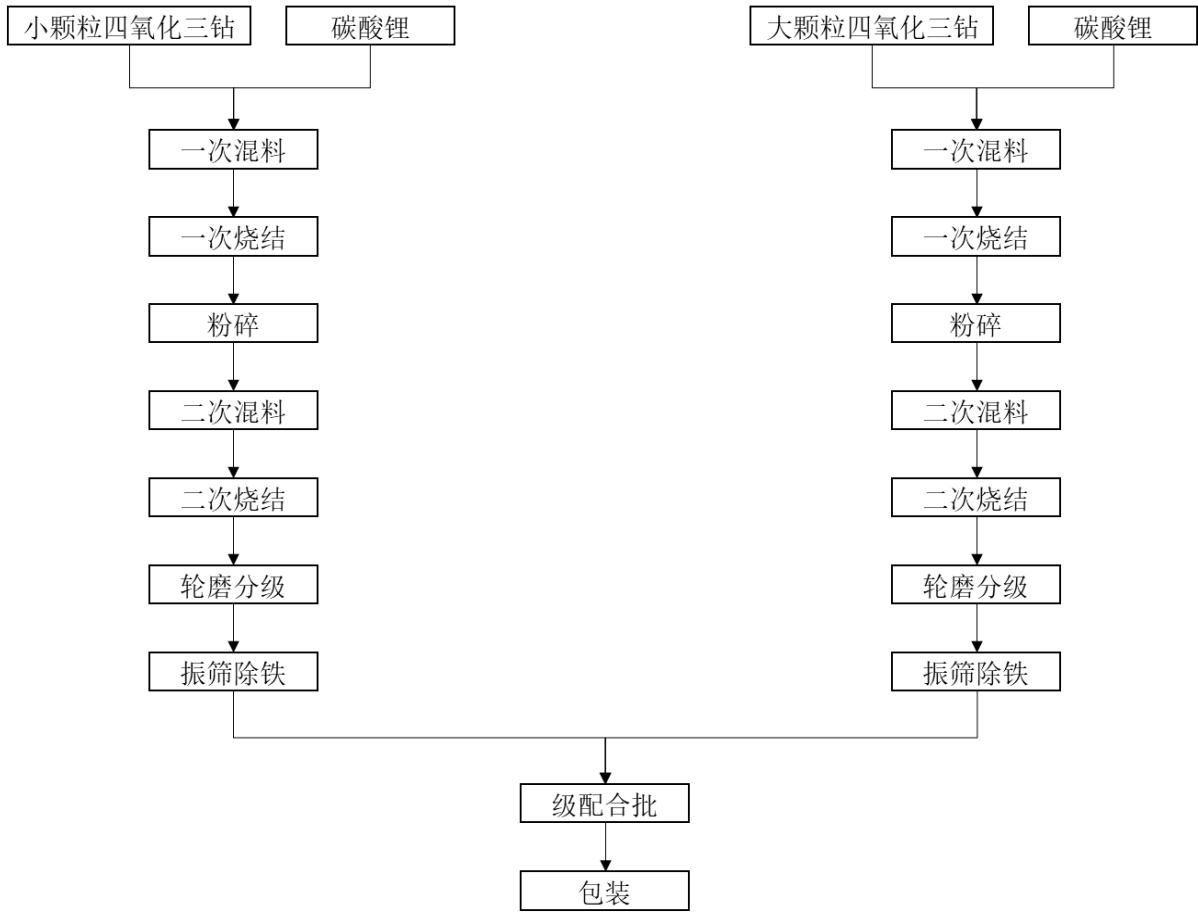 小颗粒四氧化三钴 碳酸锂 大颗粒四氧化三钴 碳酸锂
一次混料 一次混料
一次烧结 一次烧结
粉碎 粉碎
二次混料 二次混料
二次烧结 二次烧结
轮磨分级 轮磨分级
振筛除铁 振筛除铁
级配合批
包装